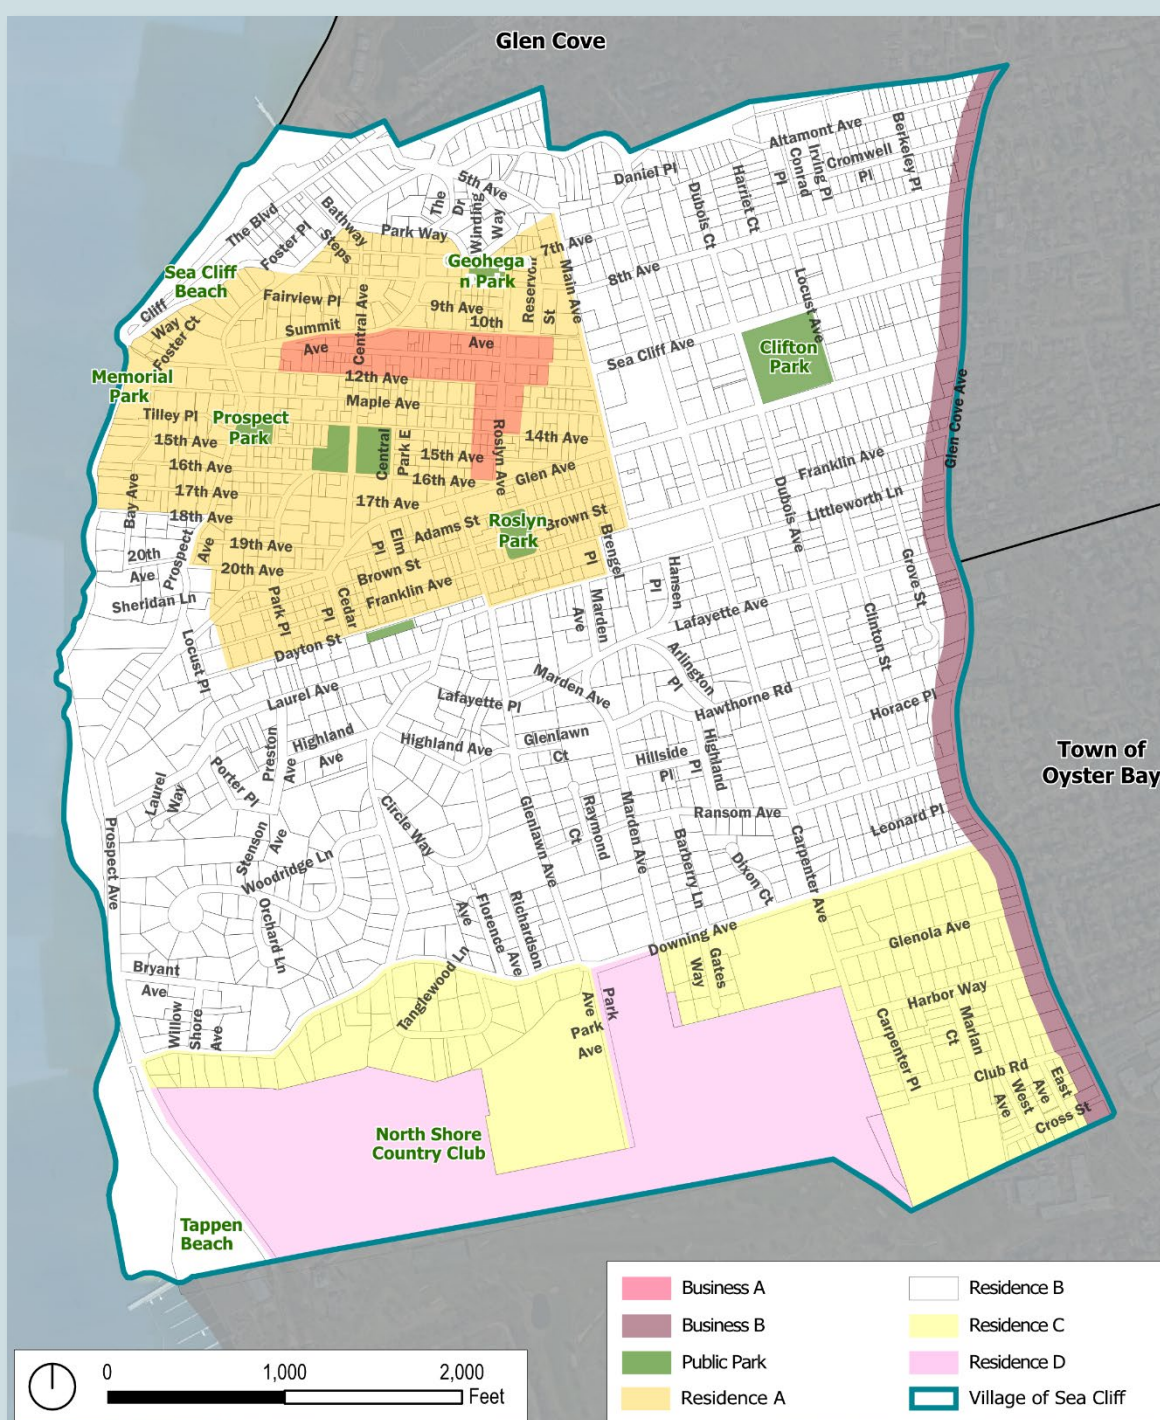 Glen Cove
Altamont Ave
Berkeley Pl
Irving Pl
Conrad
Pl
Cromwell
Pl
Daniel Pl
Harriet Ct
Dubois Ct
5th Ave
The
Dr
Winding
Way
Bathway
Steps
The Blvd
Foster Pl
Park Way
7th Ave
8th Ave
Geohega
n Park
Sea Cliff
Beach
Reservoir
St
Main Ave
Locust Ave
Fairview Pl
9th Ave
10th
Ave
Cliff
Way
Foster Ct
Summit
Ave
Central Ave
Sea Cliff Ave
Clifton
Park
12th Ave
Memorial
Park
Maple Ave
Glen Cove Ave
Tilley Pl
Prospect
Park
15th Ave
Central
Park E
15th Ave
Roslyn Ave
14th Ave
16th Ave
16th Ave
Glen Ave
Franklin Ave
17th Ave
17th Ave
Littleworth Ln
Dubois Ave
Bay Ave
18th Ave
Adams St
Roslyn
Park
Brown St
Elm
Pl
19th Ave
20th
Ave
Prospect
Ave
20th Ave
Brown St
Brengel
Pl
Hansen
Pl
Grove St
Sheridan Ln
Franklin Ave
Cedar
Pl
Park Pl
Marden
Ave
Lafayette Ave
Clinton St
Dayton St
Locust Pl
Arlington
Pl
Marden Ave
Laurel Ave
Lafayette Pl
Hawthorne Rd
Horace Pl
Highland
Ave
Preston
Ave
Highland Ave
Glenlawn
Ct
Hillside
Pl
Highland
Pl
Town of
Oyster Bay
Porter Pl
Laurel
Way
Circle Way
Raymond
Ct
Marden Ave
Ransom Ave
Leonard Pl
Glenlawn Ave
Prospect Ave
Stenson
Ave
Woodridge Ln
Barberry Ln
Dixon Ct
Carpenter Ave
Orchard Ln
Florence
Ave
Richardson
Ave
Downing Ave
Glenola Ave
Gates
Way
Bryant
Ave
Tanglewood Ln
Harbor Way
Willow
Shore
Ave
Park
Ave
Park
Ave
Marlan
Ct
Carpenter Pl
Club Rd
East
Ave
West
Ave
Cross St
North Shore
Country Club
Tappen
Beach
Business A
Residence B
Business B
Residence C
Public Park
Residence D
Residence A
Village of Sea Cliff
0 1,000 2,000
Feet